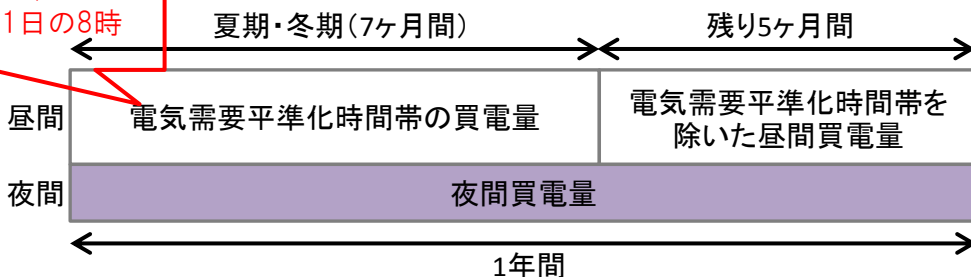 1日の8時
夏期・冬期（7ヶ月間）
残り5ヶ月間
昼間
電気需要平準化時間帯の買電量
電気需要平準化時間帯を
除いた昼間買電量
夜間
夜間買電量
1年間